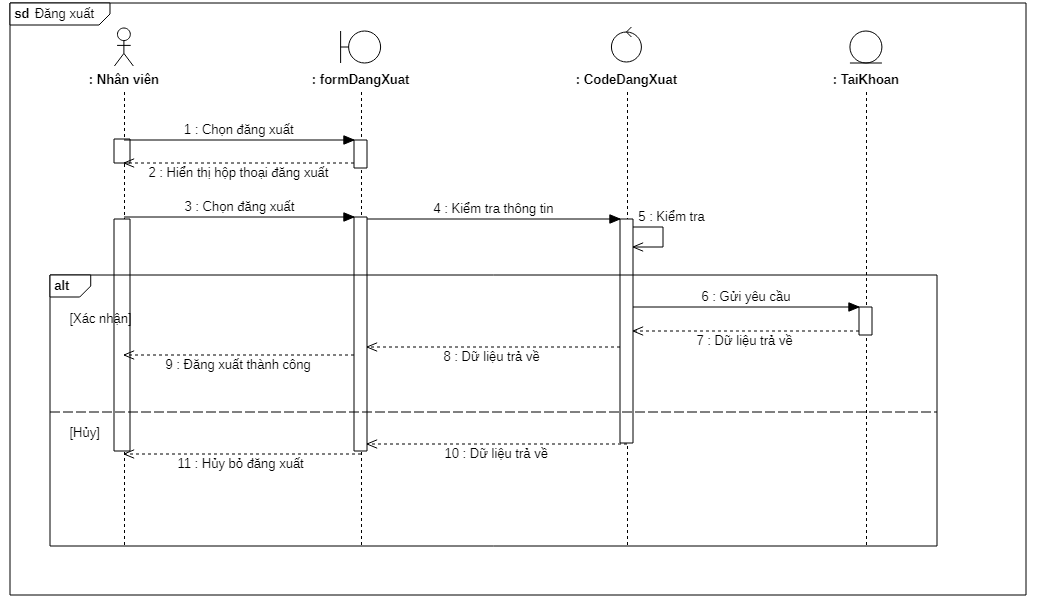 sd Đăng xuất
: Nhân viên
: formDangXuat
: CodeDangXuat
: TaiKhoan
1 : Chọn đăng xuất
2 : Hiển thị hộp thoại đăng xuất
3 : Chọn đăng xuất
4 : Kiểm tra thông tin
5 : Kiểm tra
alt
6 : Gửi yêu cầu
[Xác nhận]
7 : Dữ liệu trả về
8 : Dữ liệu trả về
9 : Đăng xuất thành công
[Hủy]
10 : Dữ liệu trả về
11 : Hủy bỏ đăng xuất